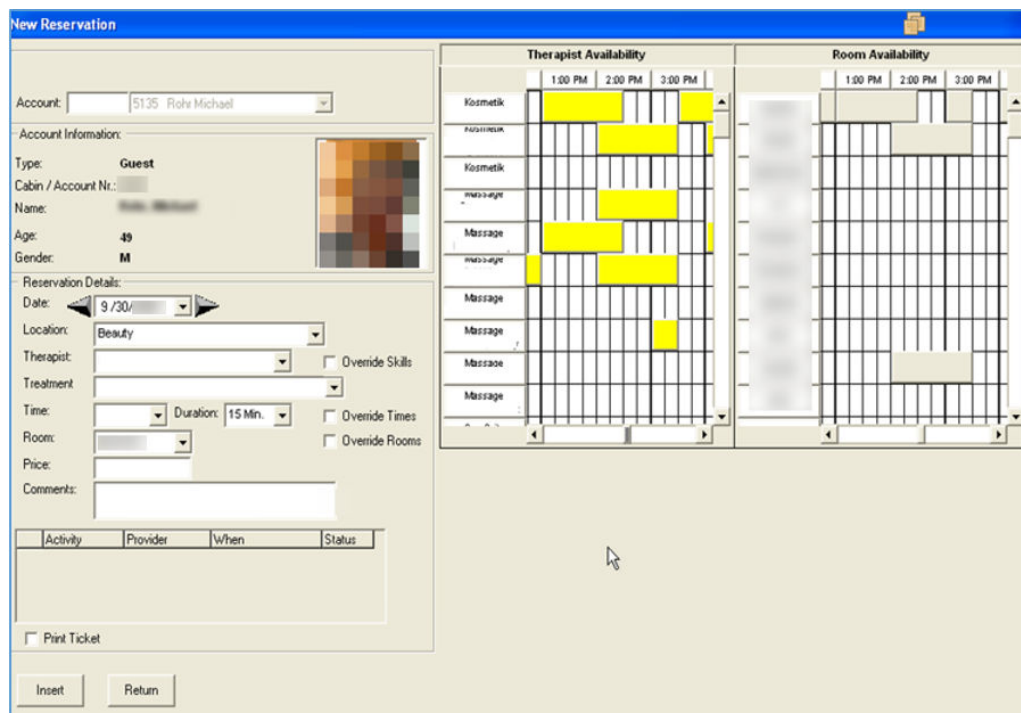 New Reservation
Therapist Availability
Room Availability
1:00 PM 2:00 PM 3:00 PM
1:00 PM 2:00 PM 3:00 PM
Account: 5135 Rohr Michael
Account Information:
Type: Guest
Cabin / Account Nr.:
Name: Rohr, Michael
Age: 49
Gender: M
Kosmetik
Kosmetik
Kosmetik
Massage
Massage
Massage
Massage
Massage
Massage
Massage
Reservation Details:
Date: 9 /30/
Location: Beauty
Therapist: Override Skills
Treatment
Time: Duration: 15 Min. Override Times
Room: Override Rooms
Price:
Comments:
Activity Provider When Status
Print Ticket
Insert Return